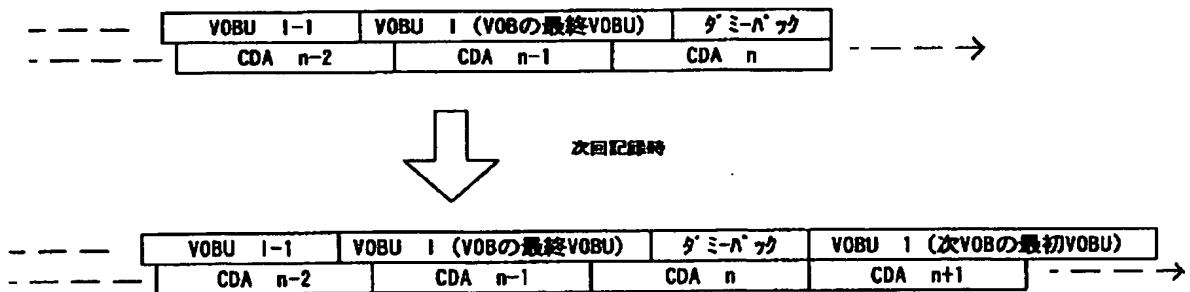 VOBU I-1 VOBU I (VOBの最終VOBU) ダミーパック
CDA n-2 CDA n-1 CDA n
次回記録時
VOBU I-1 VOBU I (VOBの最終VOBU) ダミーパック VOBU 1 (次VOBの最初VOBU)
CDA n-2 CDA n-1 CDA n CDA n+1